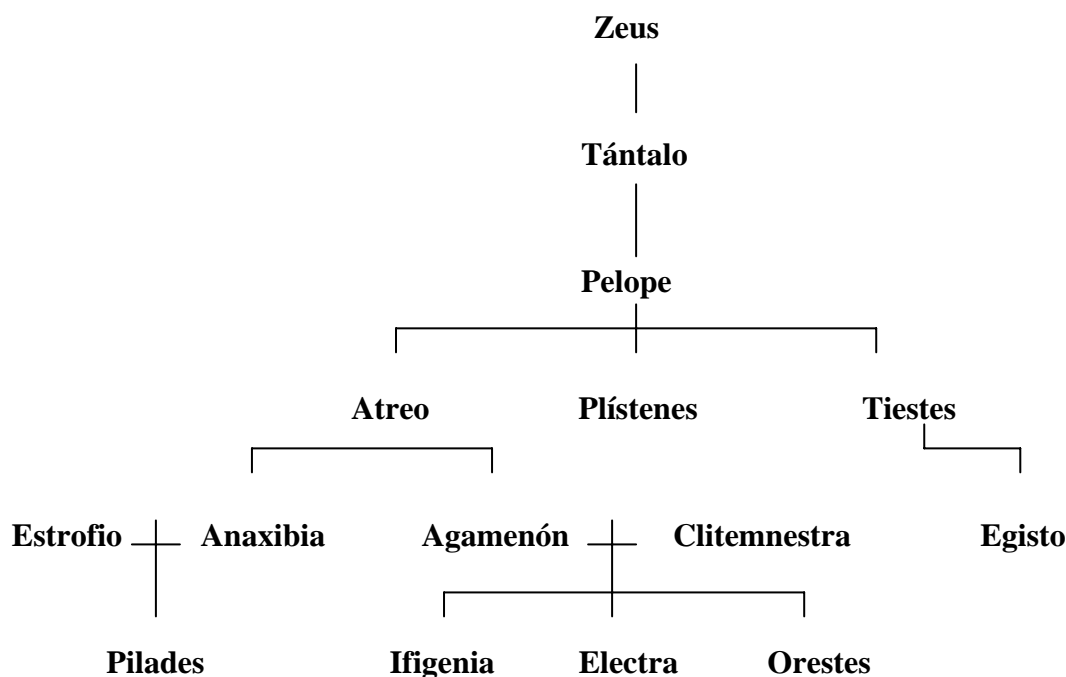 Zeus
Tántalo
Pelope
Atreo Plístenes Tiestes
Estrofio Anaxibia Agamenón Clitemnestra Egisto
Pilades Ifigenia Electra Orestes